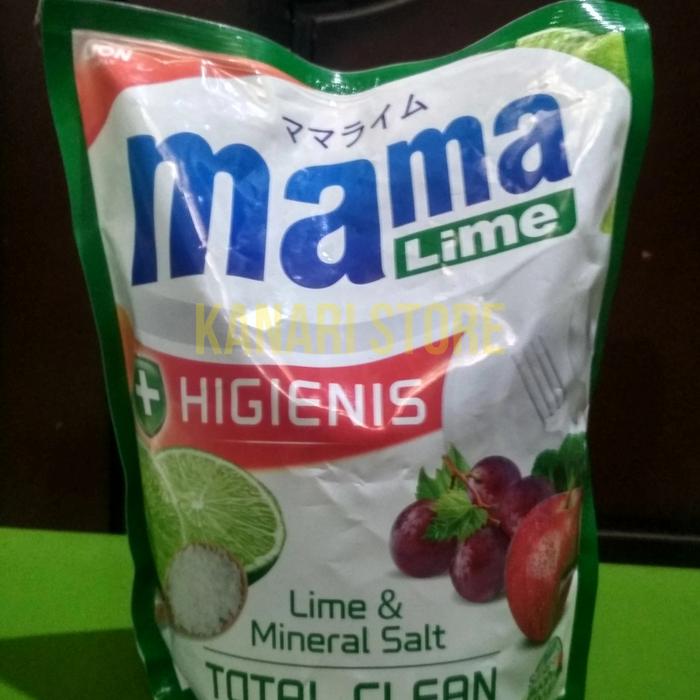 ママライム
mama
Lime
KANARI STORE
HIGIENIS
Lime &
Mineral Salt
TOTAL CLEAN